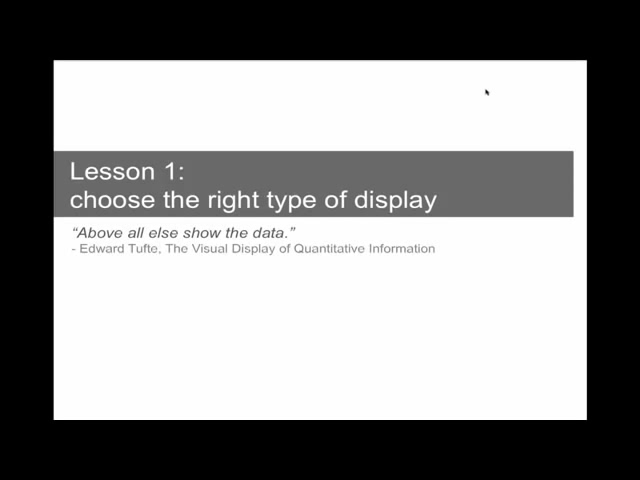 Lesson 1:
choose the right type of display
“Above all else show the data.”
- Edward Tufte, The Visual Display of Quantitative Information